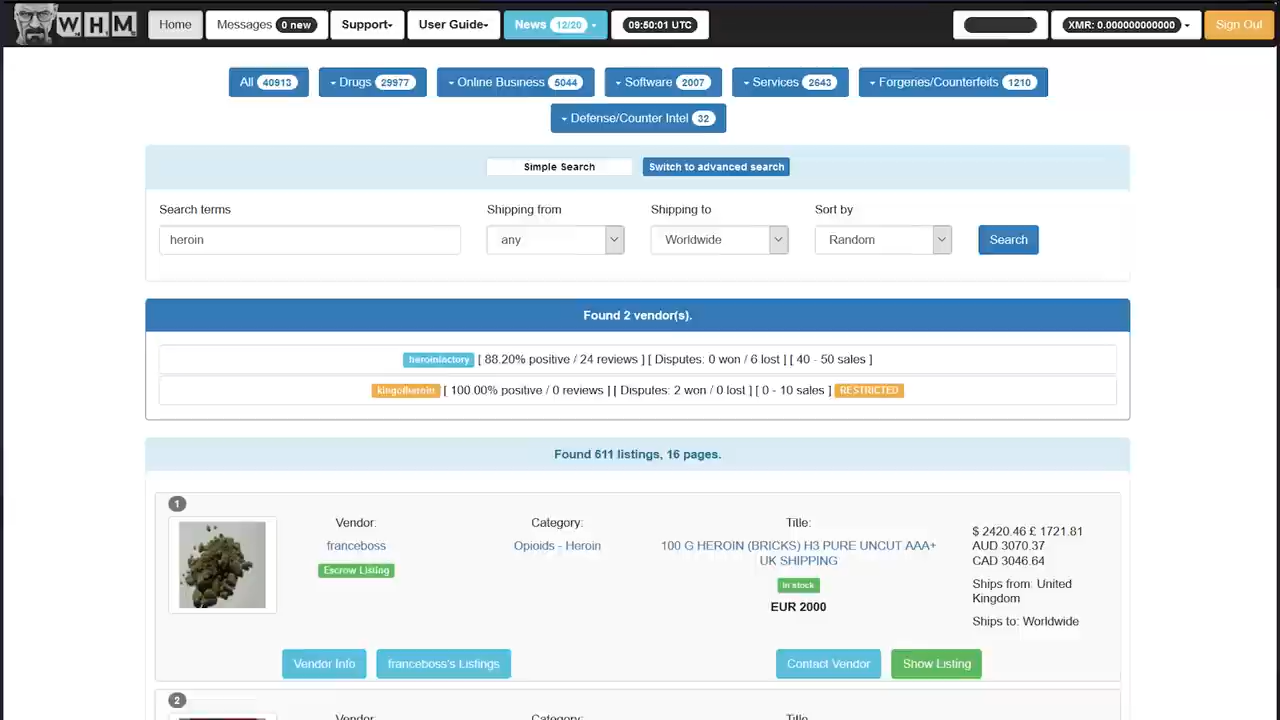 WHM Home Messages 0 new Support User Guide News 12/20 09:50:01 UTC XMR: 0.000000000000 Sign Out
All 40913 Drugs 29977 Online Business 5044 Software 2007 Services 2643 Forgeries/Counterfeits 1210
Defense/Counter Intel 32
Simple Search Switch to advanced search
Search terms Shipping from Shipping to Sort by
heroin any Worldwide Random Search
Found 2 vendor(s).
heroinfactory [ 88.20% positive / 24 reviews ] [ Disputes: 0 won / 6 lost ] [ 40 - 50 sales ]
kingofheroin [ 100.00% positive / 0 reviews ] [ Disputes: 2 won / 0 lost ] [ 0 - 10 sales ] RESTRICTED
Found 611 listings, 16 pages.
1
Vendor: Category: Title:
franceboss Opioids - Heroin 100 G HEROIN (BRICKS) H3 PURE UNCUT AAA+
UK SHIPPING
Escrow Listing
In stock
EUR 2000
$ 2420.46 £ 1721.81
AUD 3070.37
CAD 3046.64
Ships from: United
Kingdom
Ships to: Worldwide
Vendor Info franceboss's Listings Contact Vendor Show Listing
2
Vendor: Category: Title: